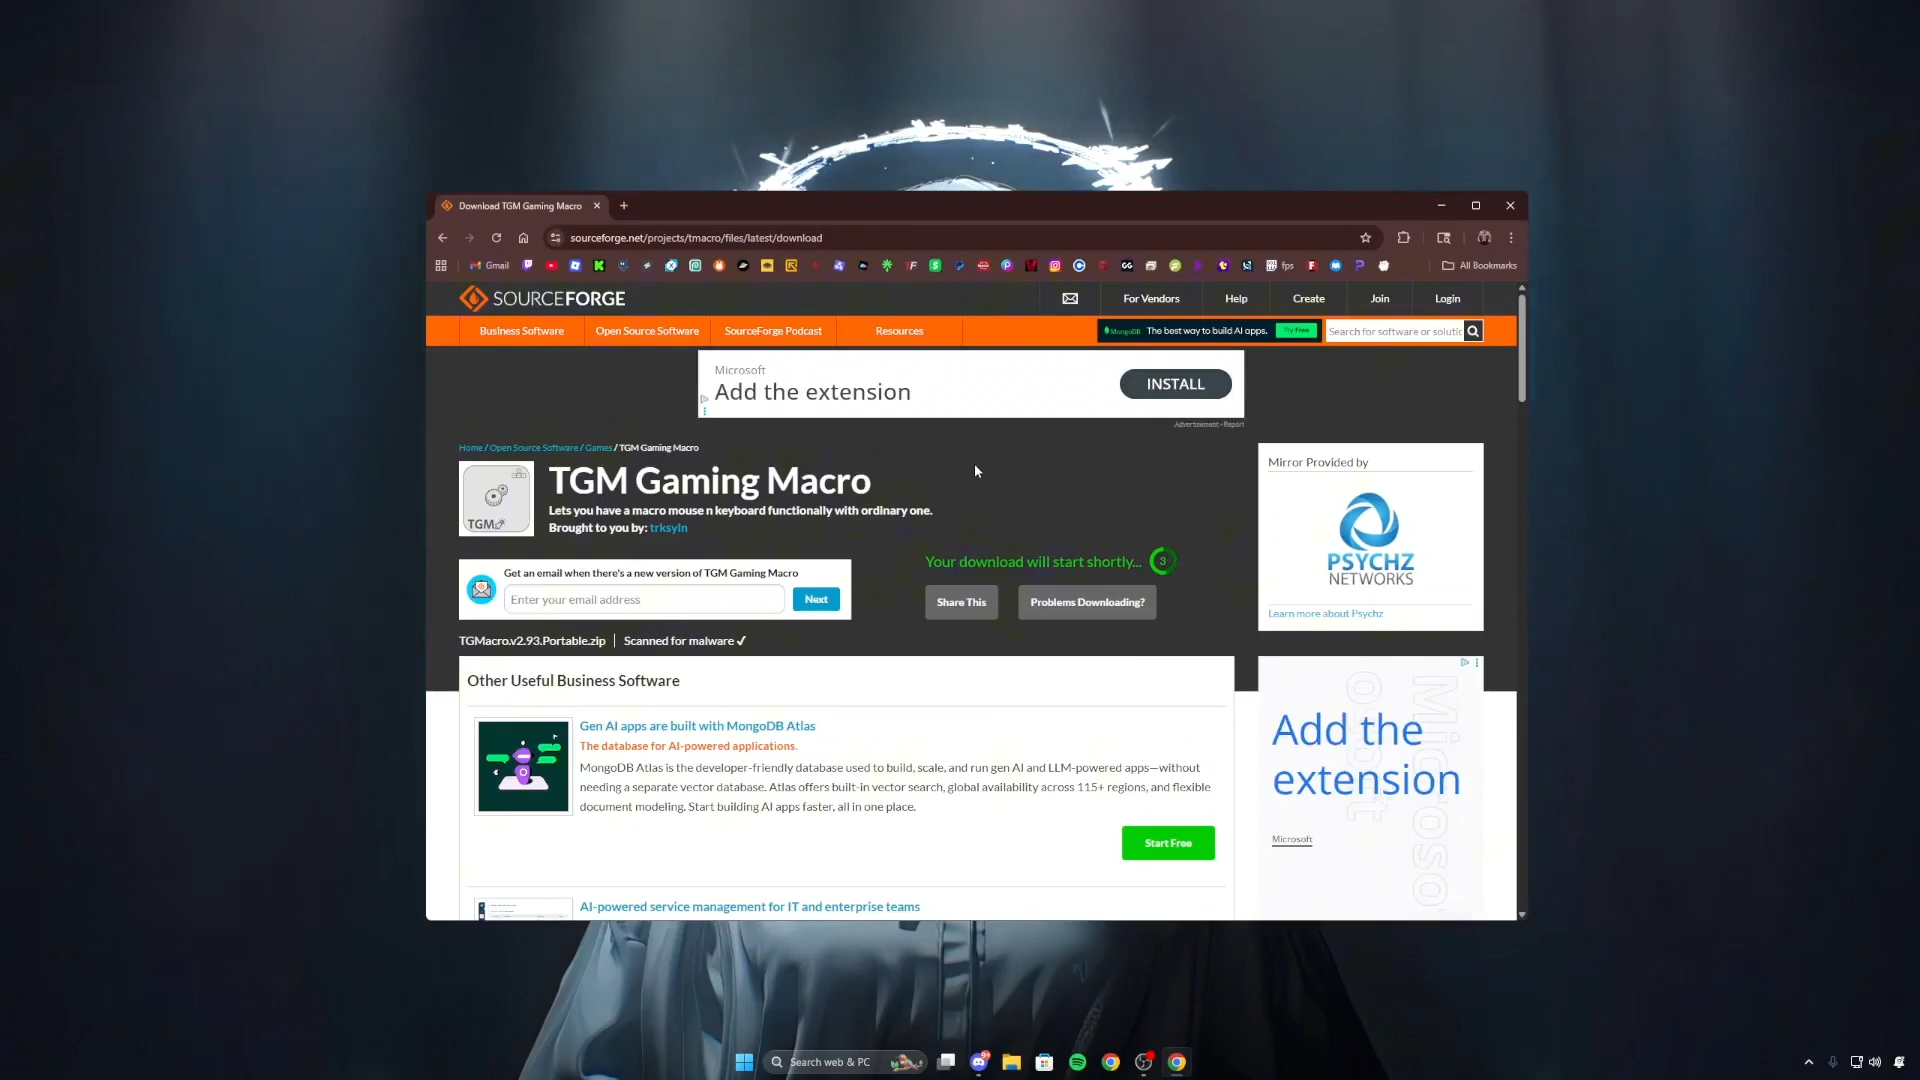 Download TGM Gaming Macro
sourceforge.net/projects/tmacro/files/latest/download
Gmail
GG
fps
All Bookmarks
SOURCEFORGE
For Vendors
Help
Create
Join
Login
Business Software
Open Source Software
SourceForge Podcast
Resources
MongoDB
The best way to build AI apps.
Try Free
Search for software or soluti
Microsoft
Add the extension
INSTALL
Advertisement - Report
Home / Open Source Software / Games / TGM Gaming Macro
TGM
TGM Gaming Macro
Lets you have a macro mouse n keyboard functionally with ordinary one.
Brought to you by: trksyln
Get an email when there's a new version of TGM Gaming Macro
Enter your email address
Next
Your download will start shortly... 3
Share This
Problems Downloading?
Mirror Provided by
PSYCHZ
NETWORKS
Learn more about Psychz
TGMacro.v2.93.Portable.zip
Scanned for malware ✓
Other Useful Business Software
Gen AI apps are built with MongoDB Atlas
The database for AI-powered applications.
MongoDB Atlas is the developer-friendly database used to build, scale, and run gen AI and LLM-powered apps—without
needing a separate vector database. Atlas offers built-in vector search, global availability across 115+ regions, and flexible
document modeling. Start building AI apps faster, all in one place.
Start Free
AI-powered service management for IT and enterprise teams
Add the
extension
Microsoft
Search web & PC